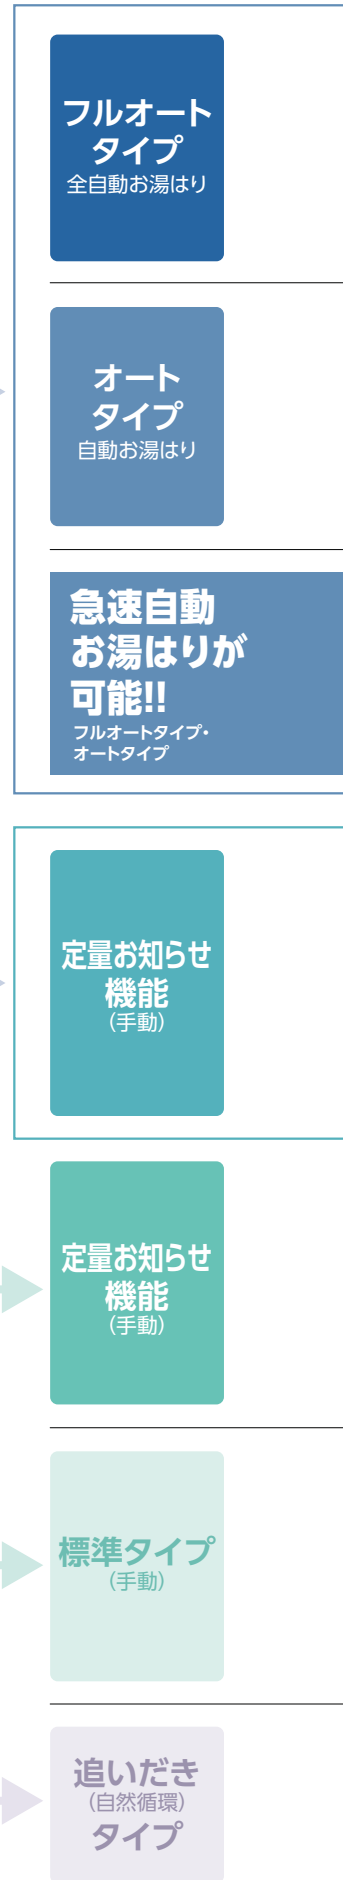 フルオート
タイプ
全自動お湯はり
オート
タイプ
自動お湯はり
急速自動
お湯はりが
可能!!
フルオートタイプ・
オートタイプ
定量お知らせ
機能
（手動）
定量お知らせ
機能
（手動）
標準タイプ
（手動）
追いだき
（自然循環）
タイプ